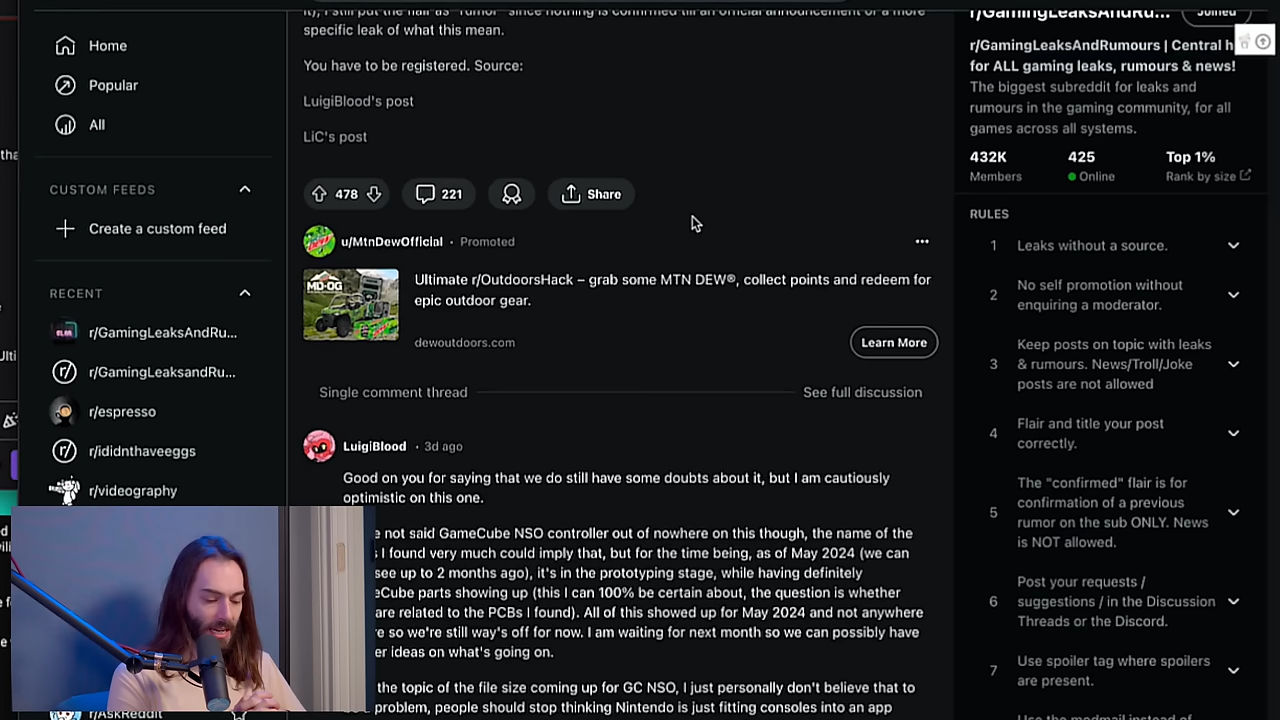 Home
Popular
All
CUSTOM FEEDS
Create a custom feed
RECENT
r/GamingLeaksAndRu...
r/GamingLeaksandRu...
r/espresso
r/ididnthaveeggs
r/videography
r/AskReddit
it), I still put the flair as "rumor" since nothing is confirmed till an official announcement or a more
specific leak of what this mean.
You have to be registered. Source:
LuigiBlood's post
LiC's post
478
221
Share
u/MtnDewOfficial • Promoted
Ultimate r/OutdoorsHack – grab some MTN DEW®, collect points and redeem for
epic outdoor gear.
dewoutdoors.com
Learn More
Single comment thread
See full discussion
LuigiBlood • 3d ago
Good on you for saying that we do still have some doubts about it, but I am cautiously
optimistic on this one.
not said GameCube NSO controller out of nowhere on this though, the name of the
I found very much could imply that, but for the time being, as of May 2024 (we can
see up to 2 months ago), it's in the prototyping stage, while having definitely
eCube parts showing up (this I can 100% be certain about, the question is whether
are related to the PCBs I found). All of this showed up for May 2024 and not anywhere
so we're still way's off for now. I am waiting for next month so we can possibly have
er ideas on what's going on.
the topic of the file size coming up for GC NSO, I just personally don't believe that to
problem, people should stop thinking Nintendo is just fitting consoles into an app
r/GamingLeaksAndRu...
Joined
r/GamingLeaksAndRumours | Central h
for ALL gaming leaks, rumours & news!
The biggest subreddit for leaks and
rumours in the gaming community, for all
games across all systems.
432K
Members
425
Online
Top 1%
Rank by size
RULES
1 Leaks without a source.
2 No self promotion without
enquiring a moderator.
3 Keep posts on topic with leaks
& rumours. News/Troll/Joke
posts are not allowed
4 Flair and title your post
correctly.
5 The "confirmed" flair is for
confirmation of a previous
rumor on the sub ONLY. News
is NOT allowed.
6 Post your requests /
suggestions / in the Discussion
Threads or the Discord.
7 Use spoiler tag where spoilers
are present.
Use the modmail instead of